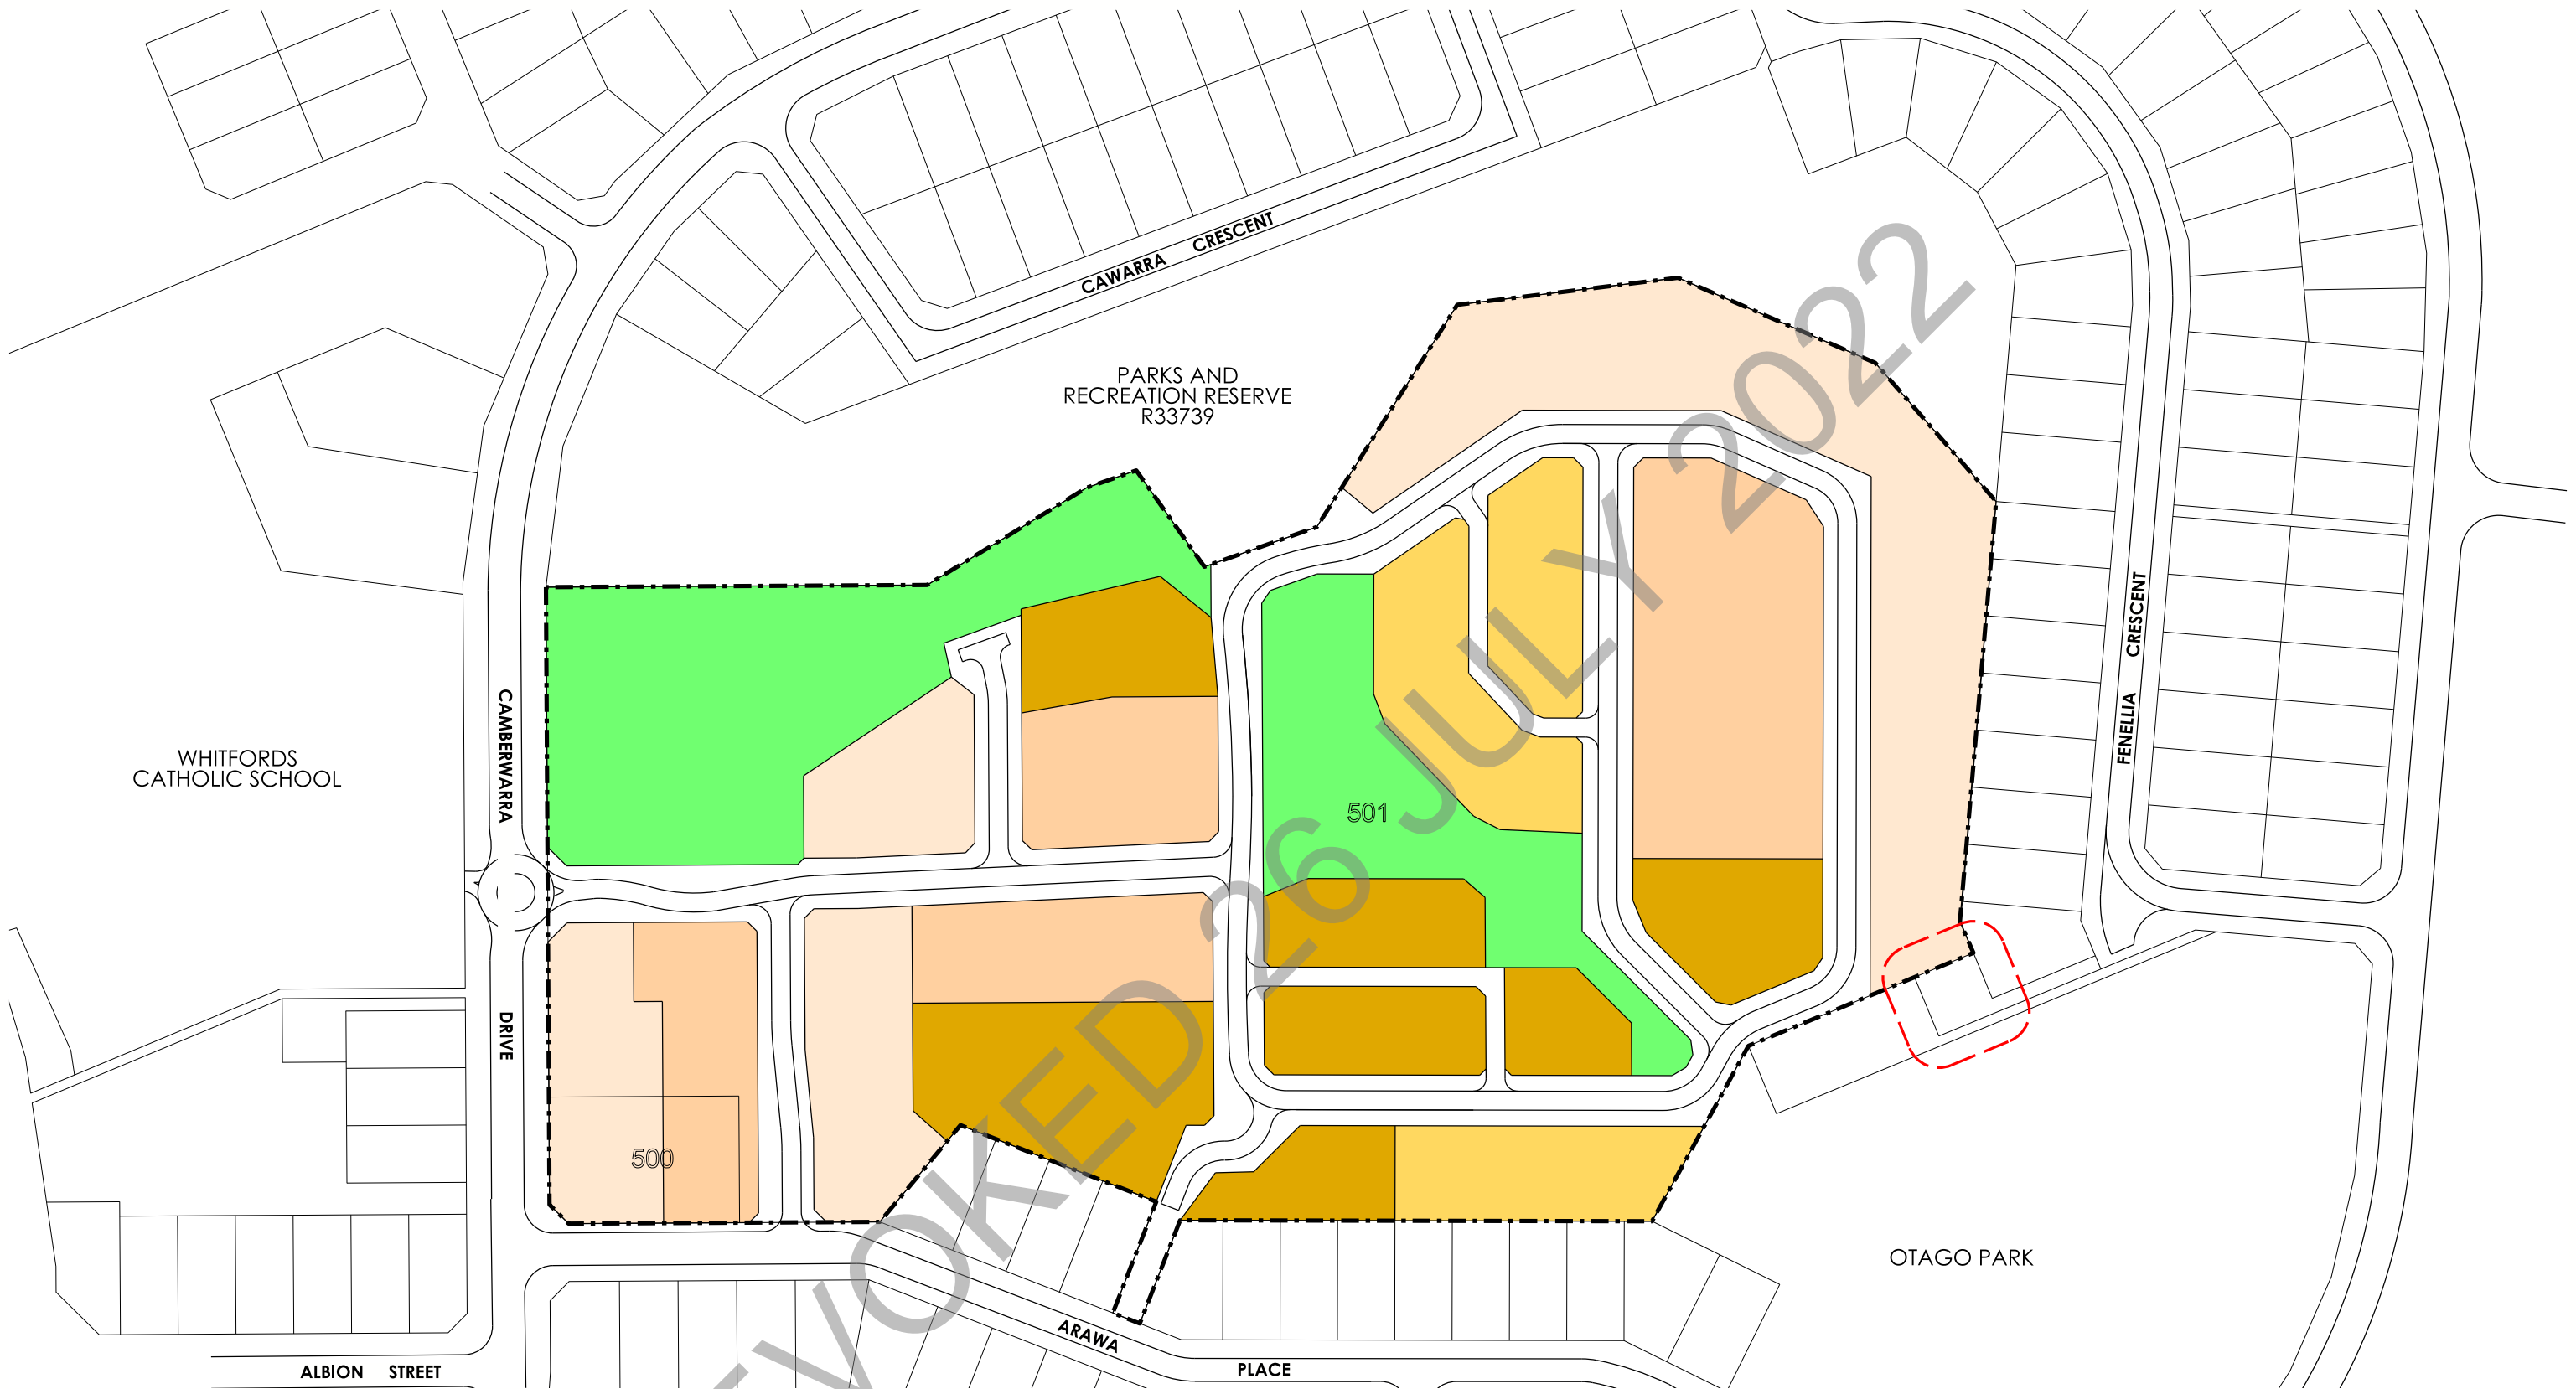 CAWARRA CRESCENT
PARKS AND
RECREATION RESERVE
R33739
WHITFORDS
CATHOLIC SCHOOL
CAMBERWARRA DRIVE
FENELLIA CRESCENT
501
500
EVOKED 26 JULY 2022
OTAGO PARK
ARAWA PLACE
ALBION STREET